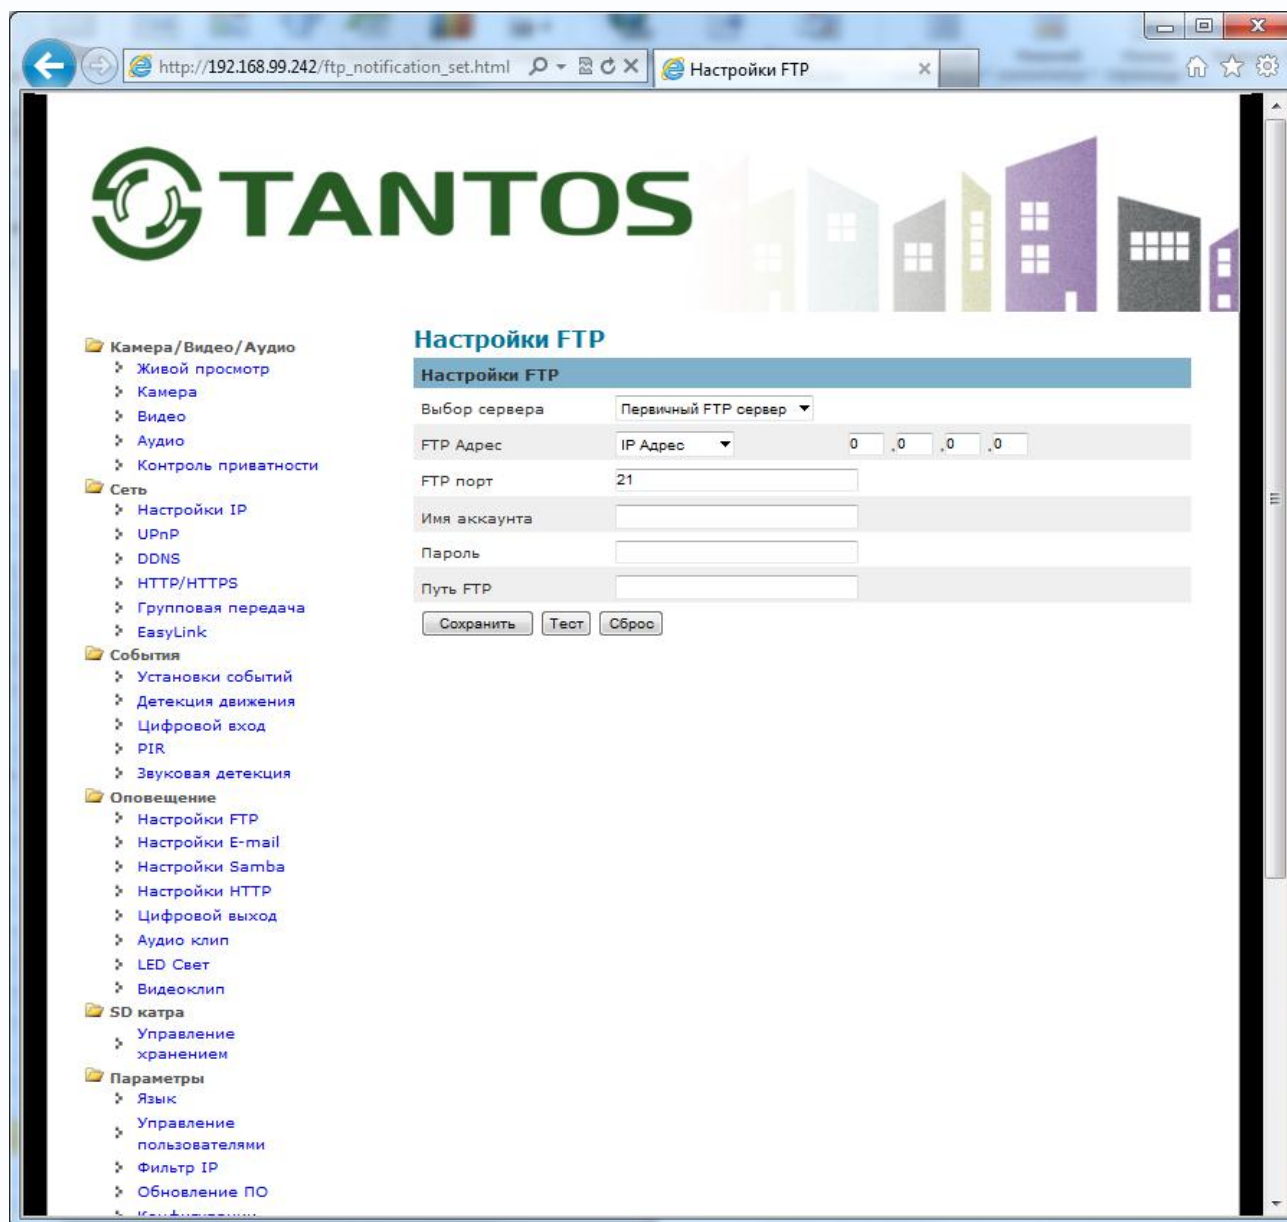 http://192.168.99.242/ftp_notification_set.html
Настройки FTP
TANTOS
Камера/Видео/Аудио
Живой просмотр
Камера
Видео
Аудио
Контроль приватности
Сеть
Настройки IP
UPnP
DDNS
HTTP/HTTPS
Групповая передача
EasyLink
События
Установки событий
Детекция движения
Цифровой вход
PIR
Звуковая детекция
Оповещение
Настройки FTP
Настройки E-mail
Настройки Samba
Настройки HTTP
Цифровой выход
Аудио клип
LED Свет
Видеоклип
SD катра
Управление
хранением
Параметры
Язык
Управление
пользователями
Фильтр IP
Обновление ПО
Настройки FTP
Настройки FTP
Выбор сервера Первичный FTP сервер
FTP Адрес IP Адрес 0 .0 .0 .0
FTP порт 21
Имя аккаунта
Пароль
Путь FTP
Сохранить Тест Сброс